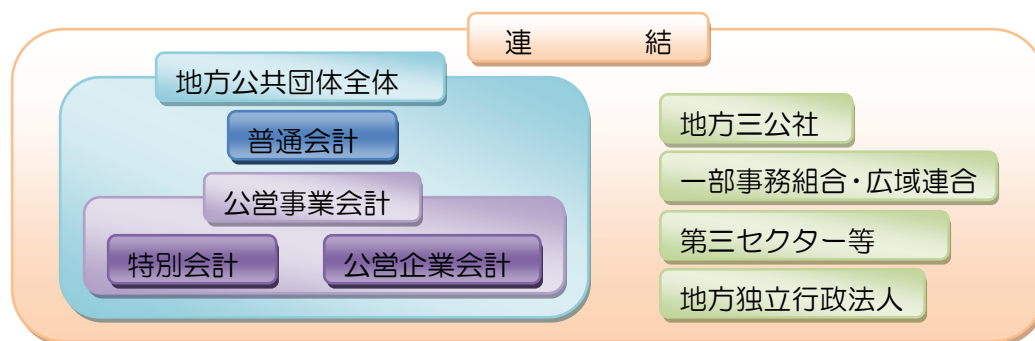 連　　結
地方公共団体全体
普通会計
公営事業会計
特別会計
公営企業会計
地方三公社
一部事務組合・広域連合
第三セクター等
地方独立行政法人